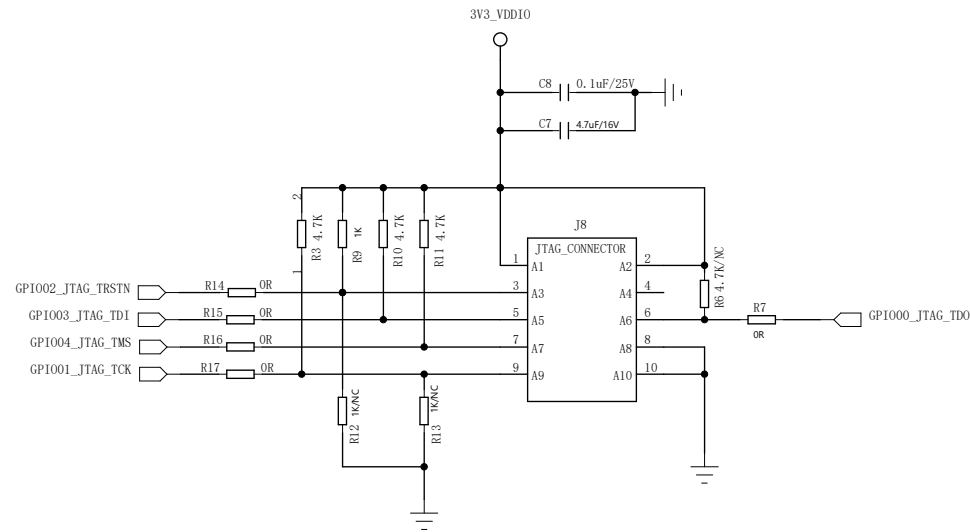 3V3_VDDIO
C8 0.1uF/25V
C7 4.7uF/16V
2
R3 4.7K
R9 1K
R10 4.7K
R11 4.7K
1
J8
JTAG_CONNECTOR
1 A1 A2 2
R6 4.7K/NC
GPIO02_JTAG_TRSTN R14 0R 3 A3 A4 4
GPIO03_JTAG_TDI R15 0R 5 A5 A6 6 R7 0R GPIO00_JTAG_TDO
GPIO04_JTAG_TMS R16 0R 7 A7 A8 8
GPIO01_JTAG_TCK R17 0R 9 A9 A10 10
R12 1K/NC
R13 1K/NC